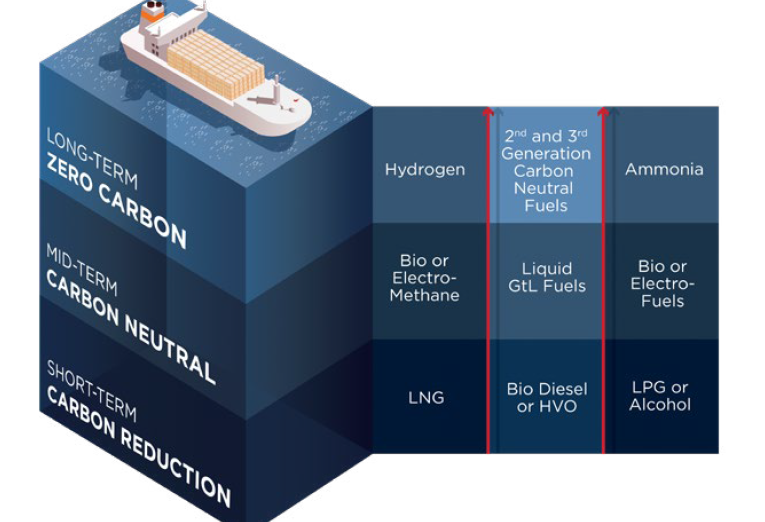 LONG-TERM
ZERO CARBON
Hydrogen
2nd and 3rd
Generation
Carbon
Neutral
Fuels
Ammonia
MID-TERM
CARBON NEUTRAL
Bio or
Electro-
Methane
Liquid
GtL Fuels
Bio or
Electro-
Fuels
SHORT-TERM
CARBON REDUCTION
LNG
Bio Diesel
or HVO
LPG or
Alcohol